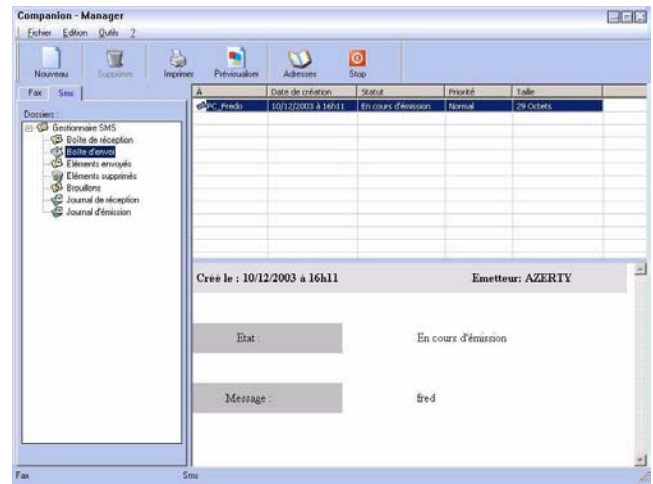 Companion - Manager
Fichier Edition Outils ?
Nouveau Supprimer Imprimer Prévisualiser Adresses Stop
Fax Sms
À Date de création Statut Priorité Taille
PC_Fredo 10/12/2003 à 16h11 En cours d'émission Normal 29 Octets
Dossiers :
Gestionnaire SMS
Boîte de réception
Boîte d'envoi
Eléments envoyés
Eléments supprimés
Brouillons
Journal de réception
Journal d'émission
Créé le : 10/12/2003 à 16h11 Emetteur: AZERTY
Etat : En cours d'émission
Message : fred
Fax Sms